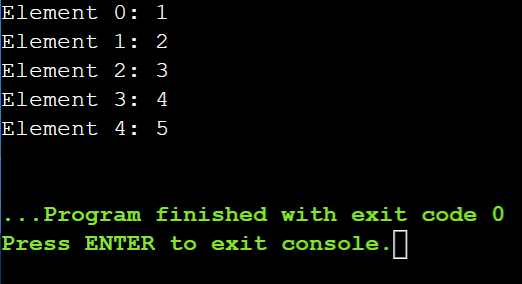 Element 0: 1
Element 1: 2
Element 2: 3
Element 3: 4
Element 4: 5
...Program finished with exit code 0
Press ENTER to exit console.